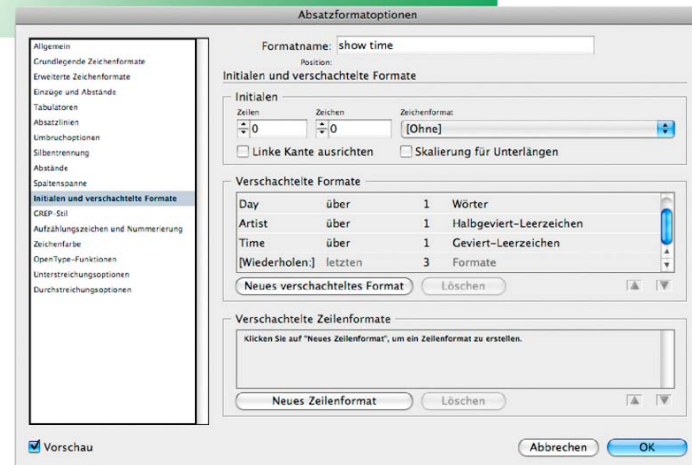 Absatzformatoptionen
Allgemein
Grundlegende Zeichenformate
Erweiterte Zeichenformate
Einzüge und Abstände
Tabulatoren
Absatzlinien
Umbruchoptionen
Silbentrennung
Abstände
Spaltenspanne
Initialen und verschachtelte Formate
GREP-Stil
Aufzählungszeichen und Nummerierung
Zeichenfarbe
OpenType-Funktionen
Unterstreichungsoptionen
Durchstreichungsoptionen
Formatname: show time
Position:
Initialen und verschachtelte Formate
Initialen
Zeilen Zeichen Zeichenformat
0 0 [Ohne]
Linke Kante ausrichten Skalierung für Unterlängen
Verschachtelte Formate
Day über 1 Wörter
Artist über 1 Halbgeviert-Leerzeichen
Time über 1 Geviert-Leerzeichen
[Wiederholen:] letzten 3 Formate
Neues verschachteltes Format Löschen
Verschachtelte Zeilenformate
Klicken Sie auf "Neues Zeilenformat", um ein Zeilenformat zu erstellen.
Neues Zeilenformat Löschen
Vorschau Abbrechen OK